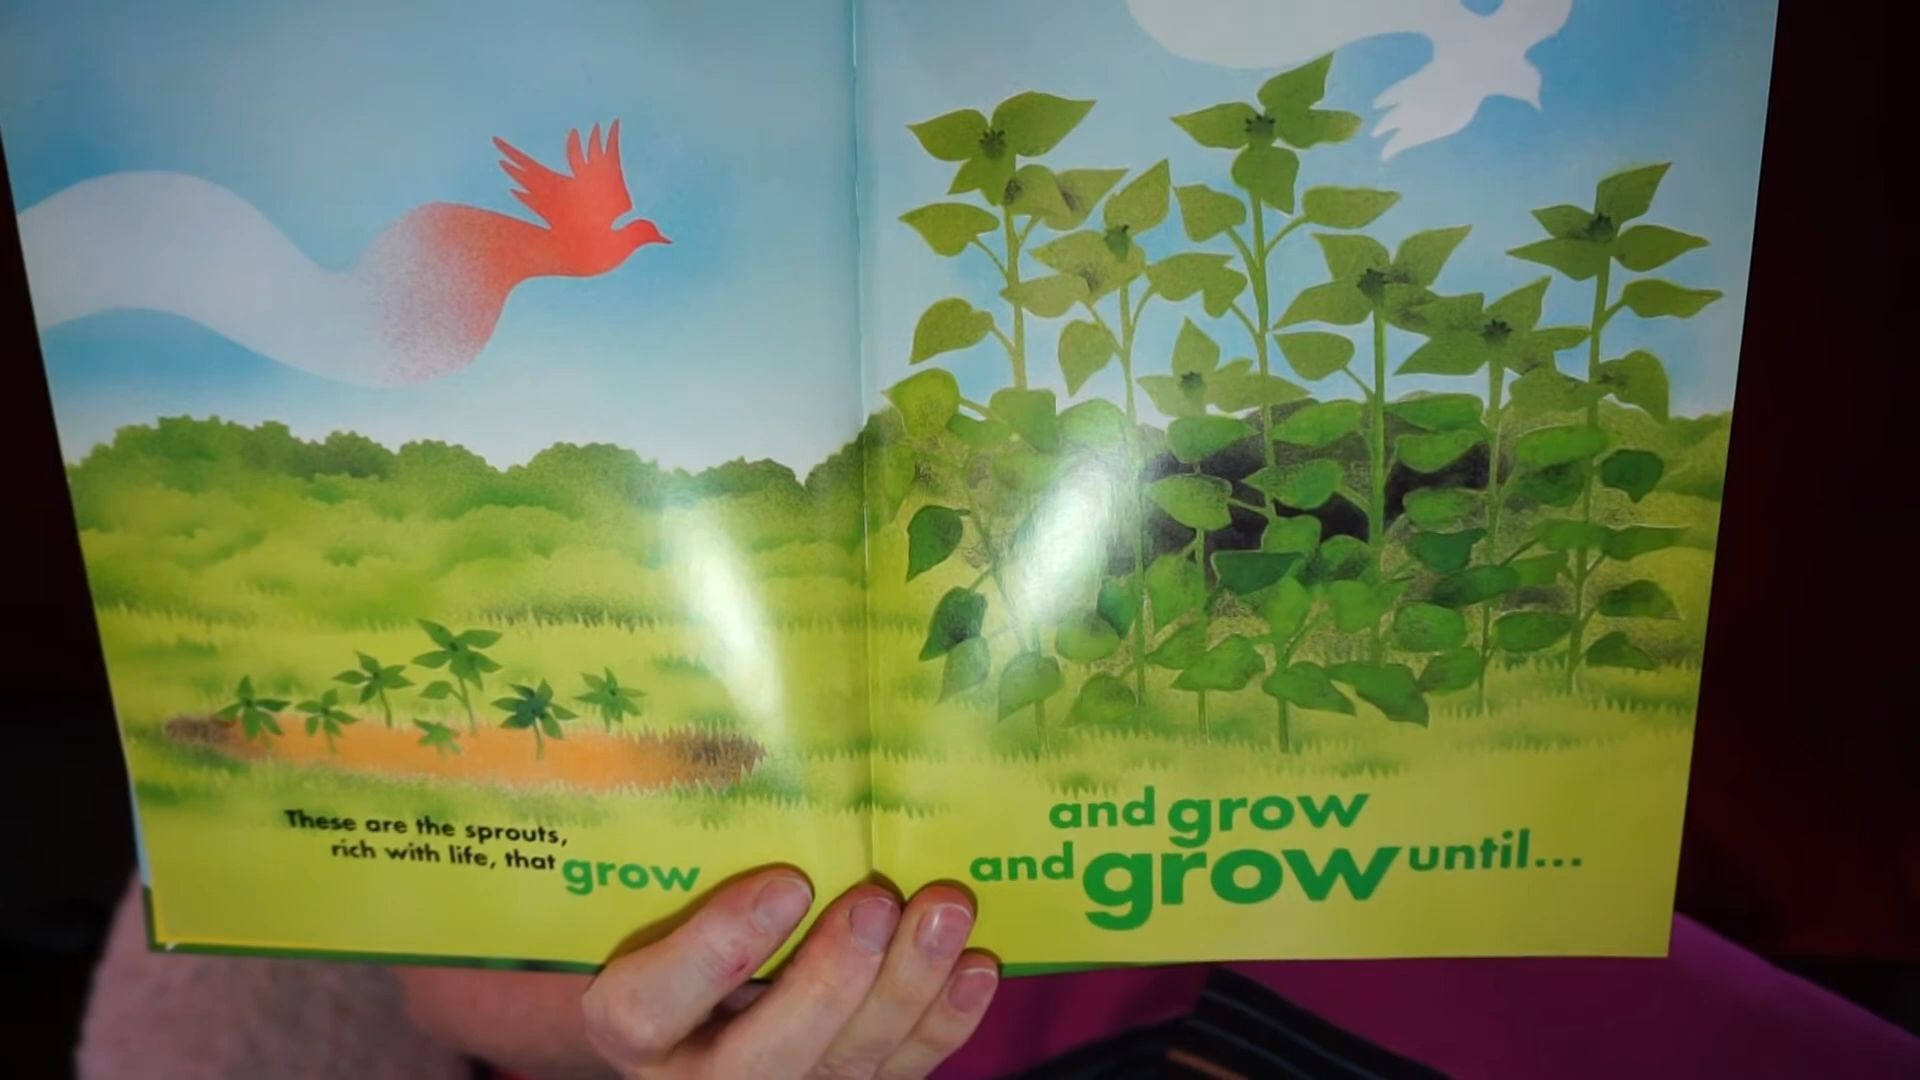 These are the sprouts,
rich with life, that grow
and grow
and grow until...